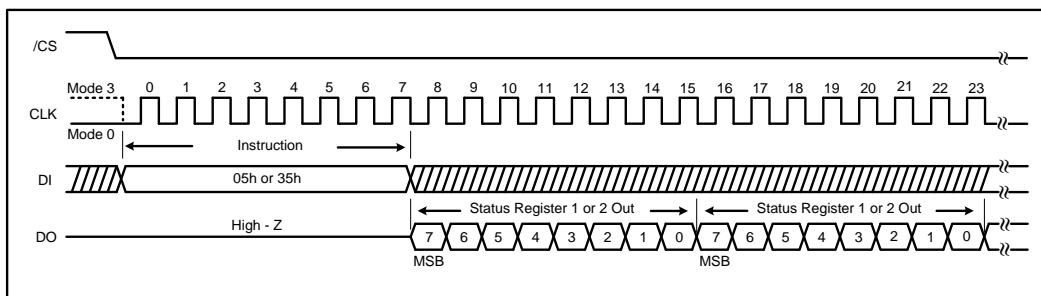 /CS
Mode 3 0 1 2 3 4 5 6 7 8 9 10 11 12 13 14 15 16 17 18 19 20 21 22 23
CLK
Mode 0
Instruction
DI 05h or 35h
Status Register 1 or 2 Out Status Register 1 or 2 Out
High - Z
DO 7 6 5 4 3 2 1 0 7 6 5 4 3 2 1 0
MSB MSB